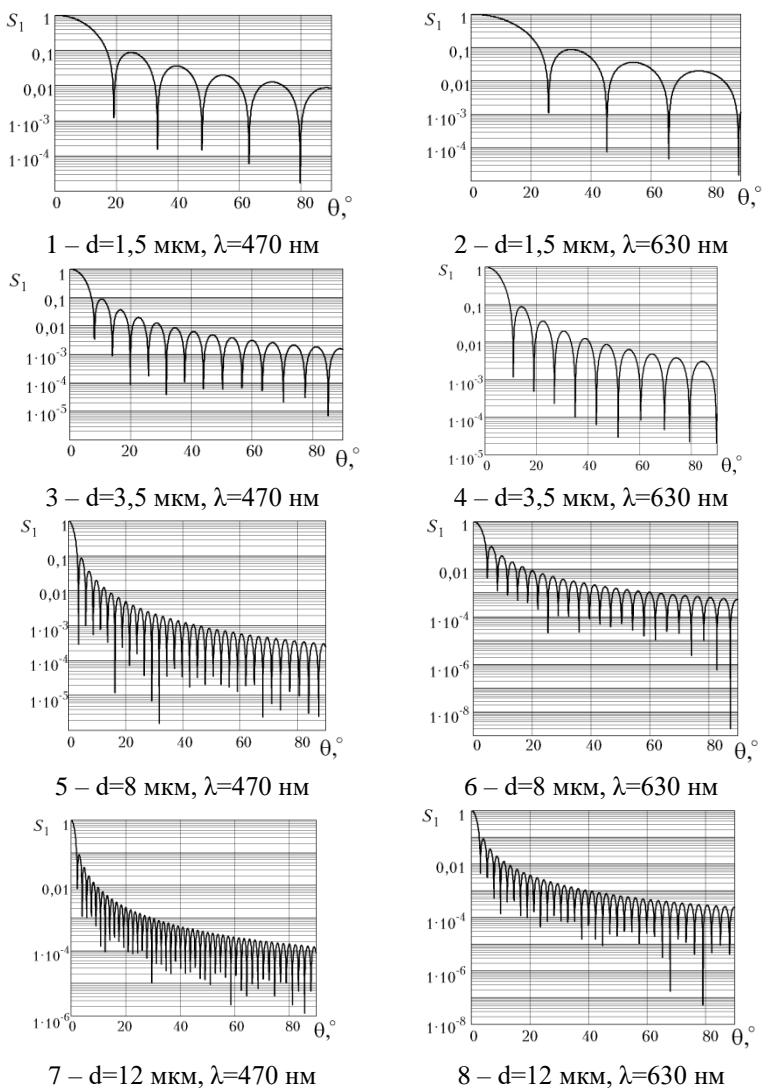 S₁ 1 0,1 0,01 1·10⁻³ 1·10⁻⁴ 0 20 40 60 80 θ,°
1 – d=1,5 мкм, λ=470 нм
S₁ 1 0,1 0,01 1·10⁻³ 1·10⁻⁴ 0 20 40 60 80 θ,°
2 – d=1,5 мкм, λ=630 нм
S₁ 1 0,1 0,01 1·10⁻³ 1·10⁻⁴ 1·10⁻⁵ 0 20 40 60 80 θ,°
3 – d=3,5 мкм, λ=470 нм
S₁ 1 0,1 0,01 1·10⁻³ 1·10⁻⁴ 1·10⁻⁵ 0 20 40 60 80 θ,°
4 – d=3,5 мкм, λ=630 нм
S₁ 1 0,1 0,01 1·10⁻³ 1·10⁻⁴ 1·10⁻⁵ 0 20 40 60 80 θ,°
5 – d=8 мкм, λ=470 нм
S₁ 1 0,01 1·10⁻⁴ 1·10⁻⁶ 1·10⁻⁸ 0 20 40 60 80 θ,°
6 – d=8 мкм, λ=630 нм
S₁ 1 0,01 1·10⁻⁴ 1·10⁻⁶ 0 20 40 60 80 θ,°
7 – d=12 мкм, λ=470 нм
S₁ 1 0,01 1·10⁻⁴ 1·10⁻⁶ 1·10⁻⁸ 0 20 40 60 80 θ,°
8 – d=12 мкм, λ=630 нм